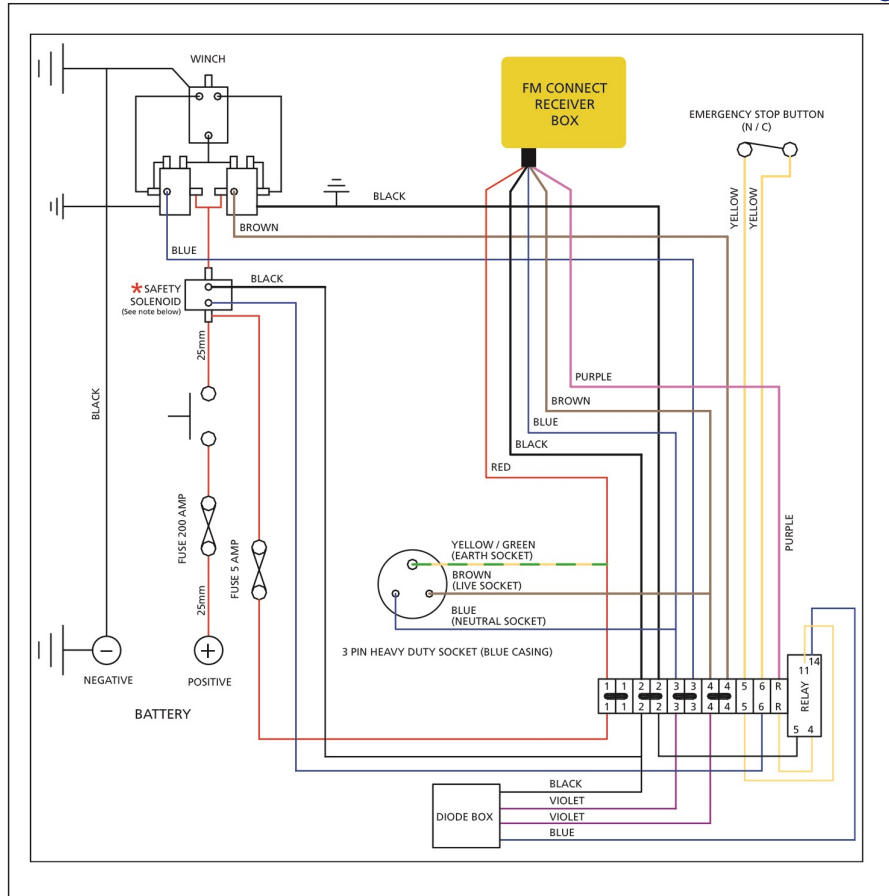 WINCH
FM CONNECT
RECEIVER
BOX
EMERGENCY STOP BUTTON
(N / C)
BLACK
BROWN
BLUE
YELLOW
YELLOW
*SAFETY
SOLENOID
(See note below)
BLACK
25mm
BLACK
PURPLE
BROWN
BLUE
BLACK
RED
FUSE 200 AMP
FUSE 5 AMP
PURPLE
YELLOW / GREEN
(EARTH SOCKET)
BROWN
(LIVE SOCKET)
BLUE
(NEUTRAL SOCKET)
25mm
3 PIN HEAVY DUTY SOCKET (BLUE CASING)
NEGATIVE
POSITIVE
BATTERY
14
11
1 1 2 2 3 3 4 4 5 6 R
1 1 2 2 3 3 4 4 5 6 R
RELAY
5 4
DIODE BOX
BLACK
VIOLET
VIOLET
BLUE